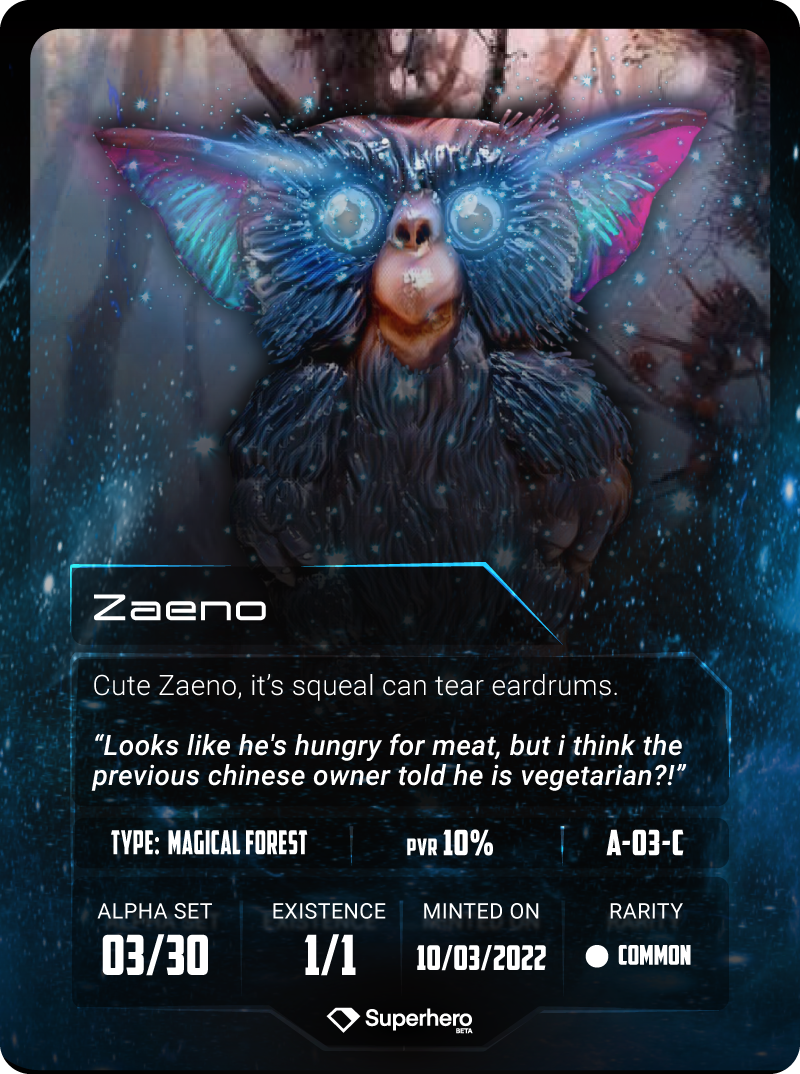 Zaeno
Cute Zaeno, it’s squeal can tear eardrums.
“Looks like he's hungry for meat, but i think the
previous chinese owner told he is vegetarian?!”
TYPE: MAGICAL FOREST PVR 10% A-03-C
ALPHA SET EXISTENCE MINTED ON RARITY
03/30 1/1 10/03/2022 COMMON
Superhero
BETA